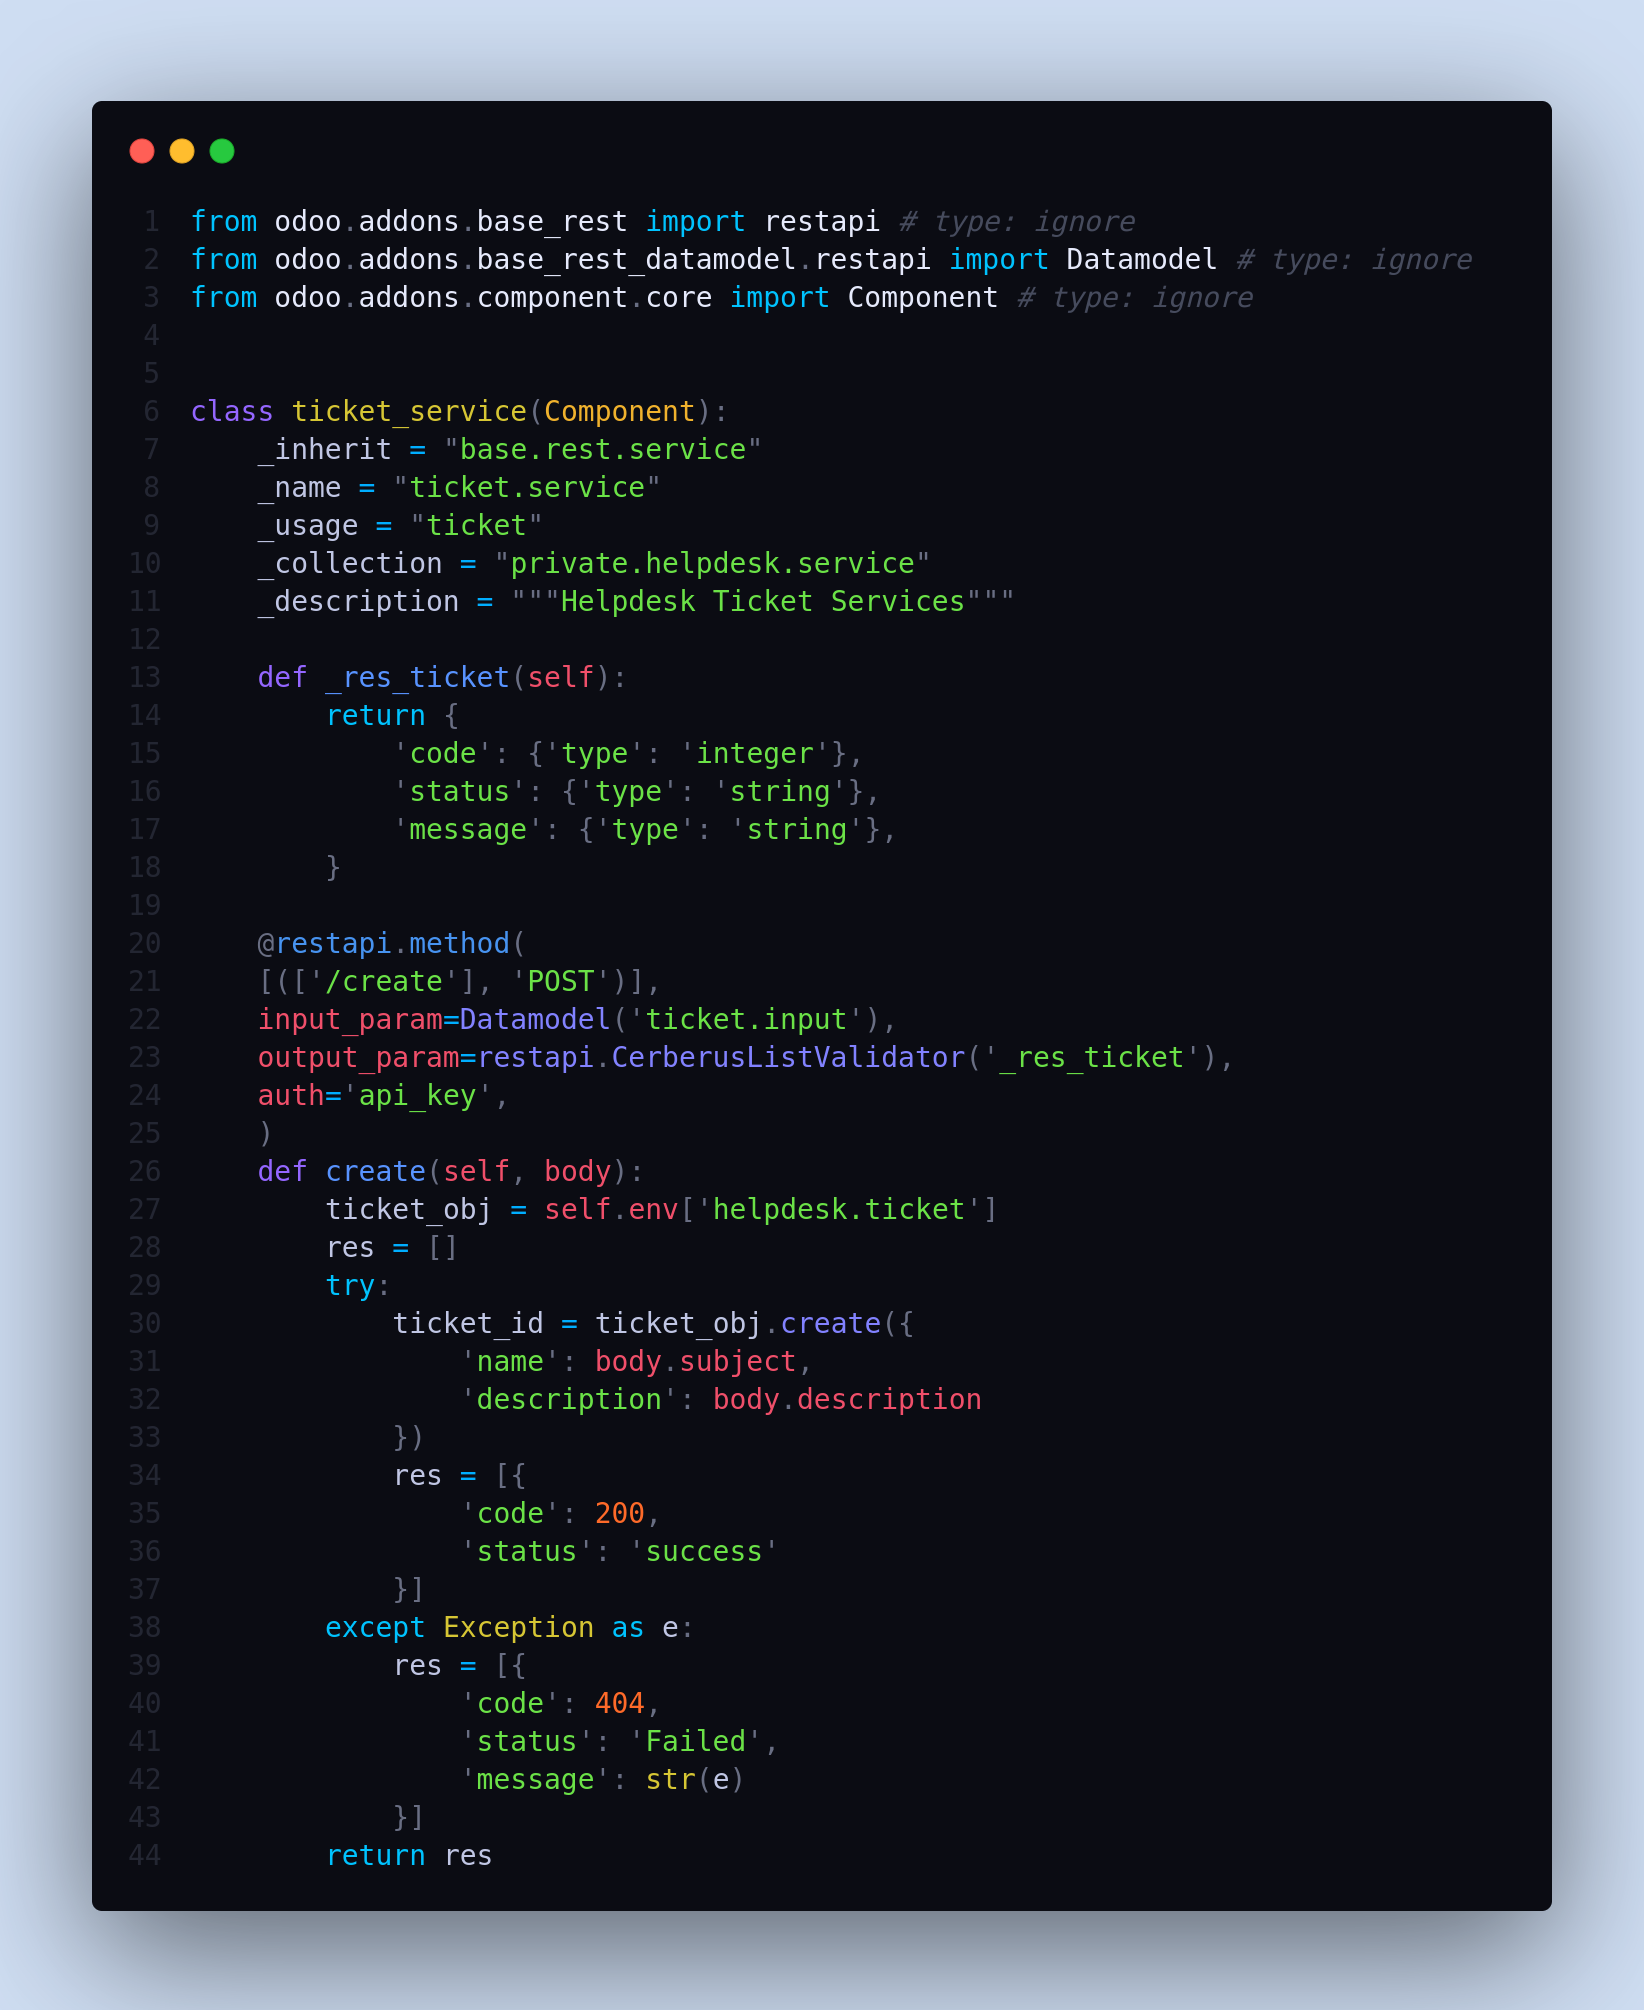 1 from odoo.addons.base_rest import restapi # type: ignore
2 from odoo.addons.base_rest_datamodel.restapi import Datamodel # type: ignore
3 from odoo.addons.component.core import Component # type: ignore
4
5
6 class ticket_service(Component):
7     _inherit = "base.rest.service"
8     _name = "ticket.service"
9     _usage = "ticket"
10     _collection = "private.helpdesk.service"
11     _description = """Helpdesk Ticket Services"""
12
13     def _res_ticket(self):
14         return {
15             'code': {'type': 'integer'},
16             'status': {'type': 'string'},
17             'message': {'type': 'string'},
18         }
19
20     @restapi.method(
21     [(['/create'], 'POST')],
22     input_param=Datamodel('ticket.input'),
23     output_param=restapi.CerberusListValidator('_res_ticket'),
24     auth='api_key',
25     )
26     def create(self, body):
27         ticket_obj = self.env['helpdesk.ticket']
28         res = []
29         try:
30             ticket_id = ticket_obj.create({
31                 'name': body.subject,
32                 'description': body.description
33             })
34             res = [{
35                 'code': 200,
36                 'status': 'success'
37             }]
38         except Exception as e:
39             res = [{
40                 'code': 404,
41                 'status': 'Failed',
42                 'message': str(e)
43             }]
44         return res